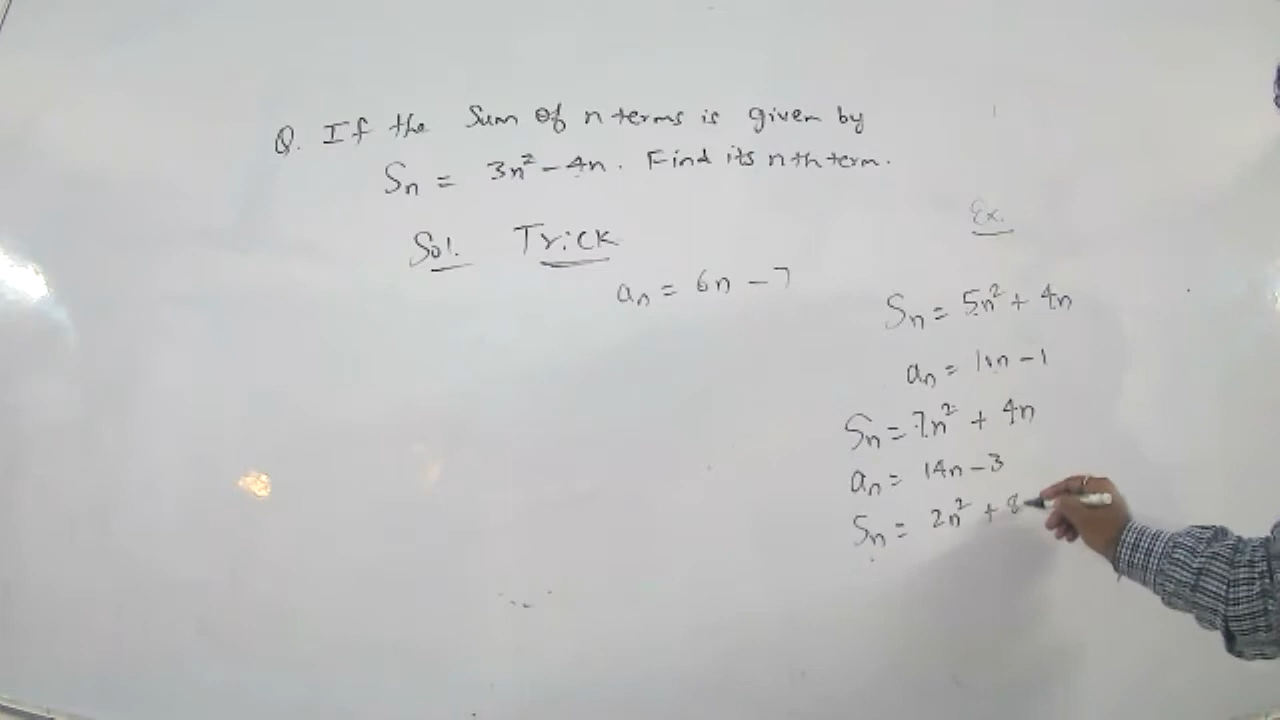 Q. If the Sum of n terms is given by
Sn = 3n² - 4n. Find its nth term.
Sol. Trick
an = 6n - 7
Ex.
Sn = 5n² + 4n
an = 10n - 1
Sn = 7n² + 4n
an = 14n - 3
Sn = 2n² + 8